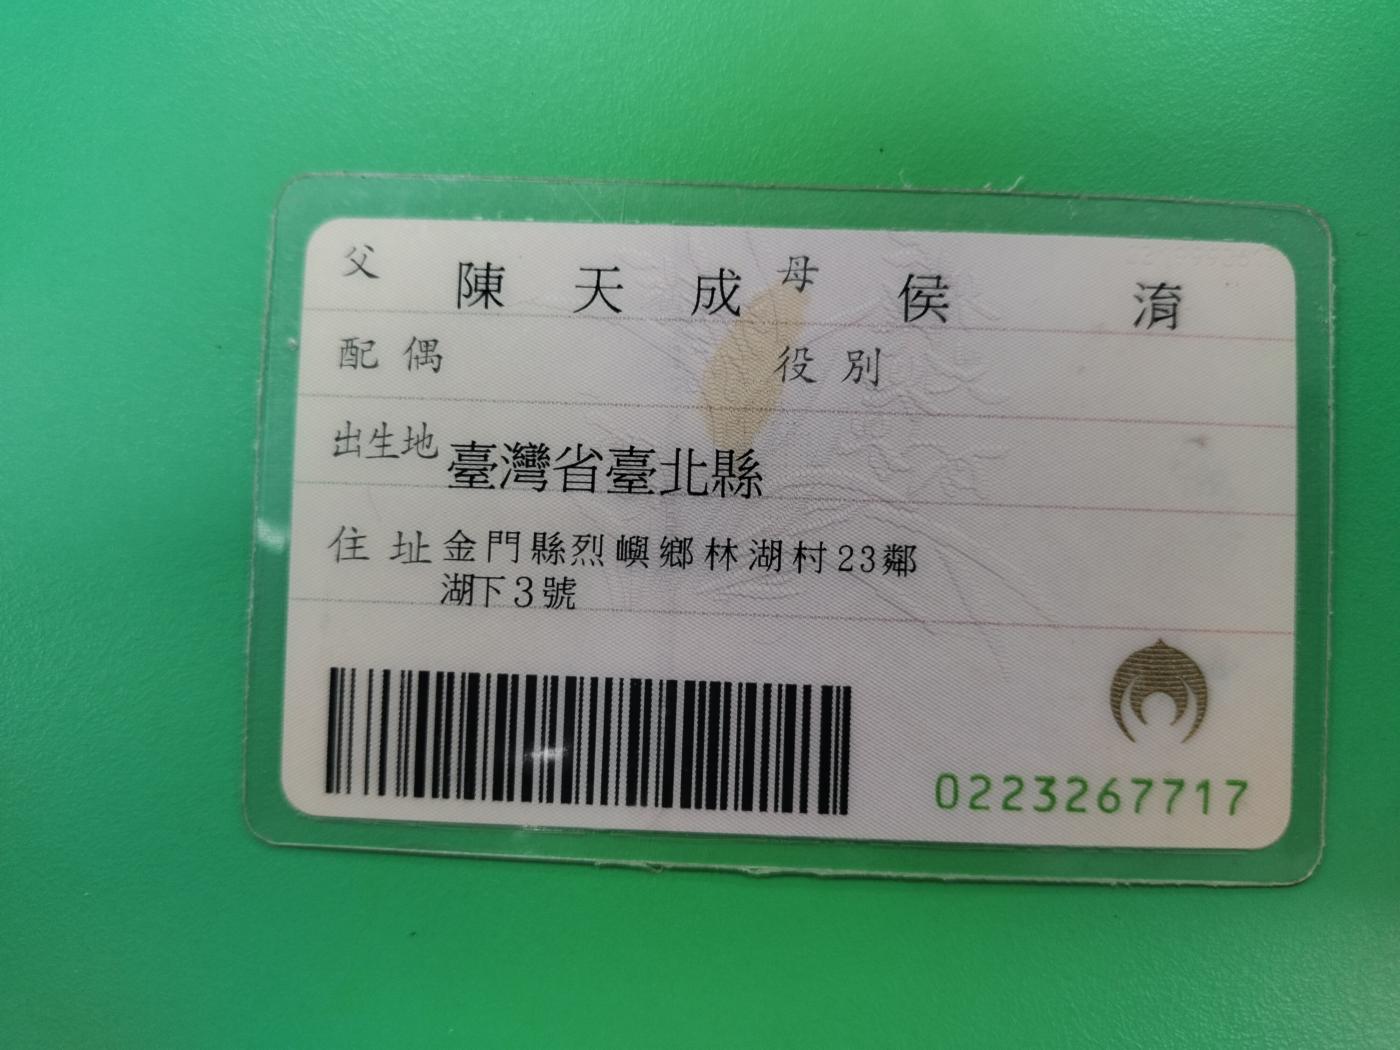 父 陳天成 母 侯淯
配偶 役別
出生地 臺灣省臺北縣
住址 金門縣烈嶼鄉林湖村23鄰
湖下3號
0223267717